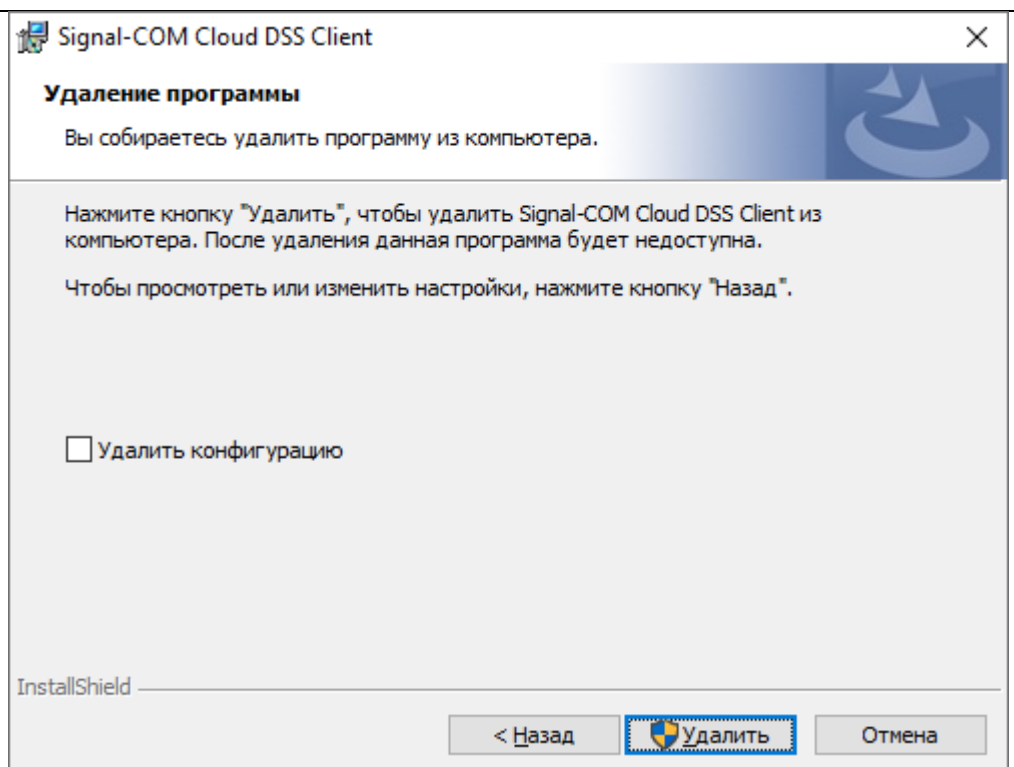 Signal-COM Cloud DSS Client
Удаление программы
Вы собираетесь удалить программу из компьютера.
Нажмите кнопку "Удалить", чтобы удалить Signal-COM Cloud DSS Client из
компьютера. После удаления данная программа будет недоступна.
Чтобы просмотреть или изменить настройки, нажмите кнопку "Назад".
Удалить конфигурацию
InstallShield
< Назад
Удалить
Отмена